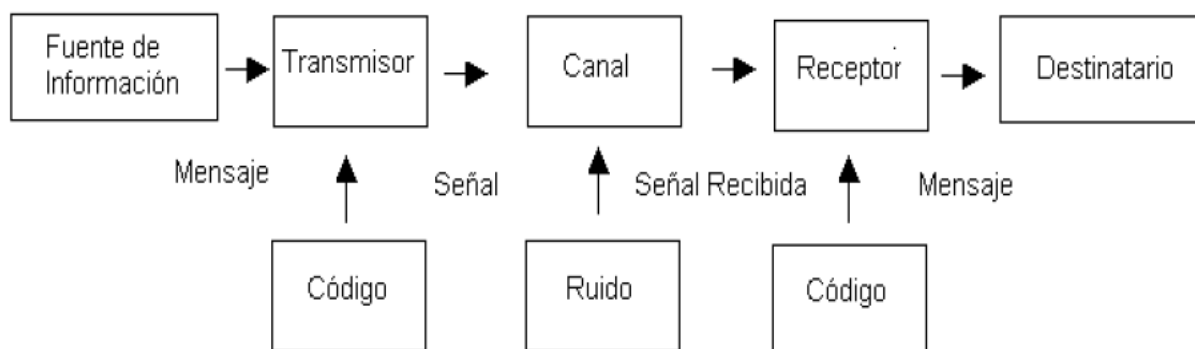 Fuente de
Información
Transmisor
Canal
Receptor
Destinatario
Mensaje
Señal
Señal Recibida
Mensaje
Código
Ruido
Código